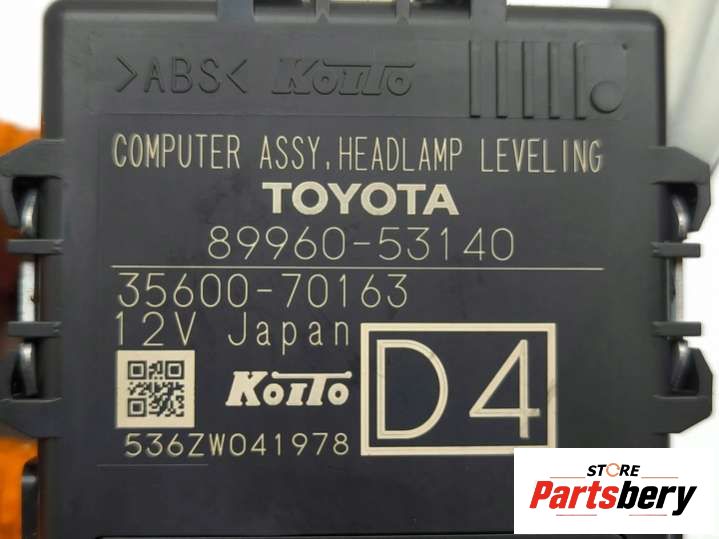 >ABS< KOITO
COMPUTER ASSY, HEADLAMP LEVELING
TOYOTA
89960-53140
35600-70163
12V Japan
KOITO
D4
536ZW041978
STORE
Partsbery